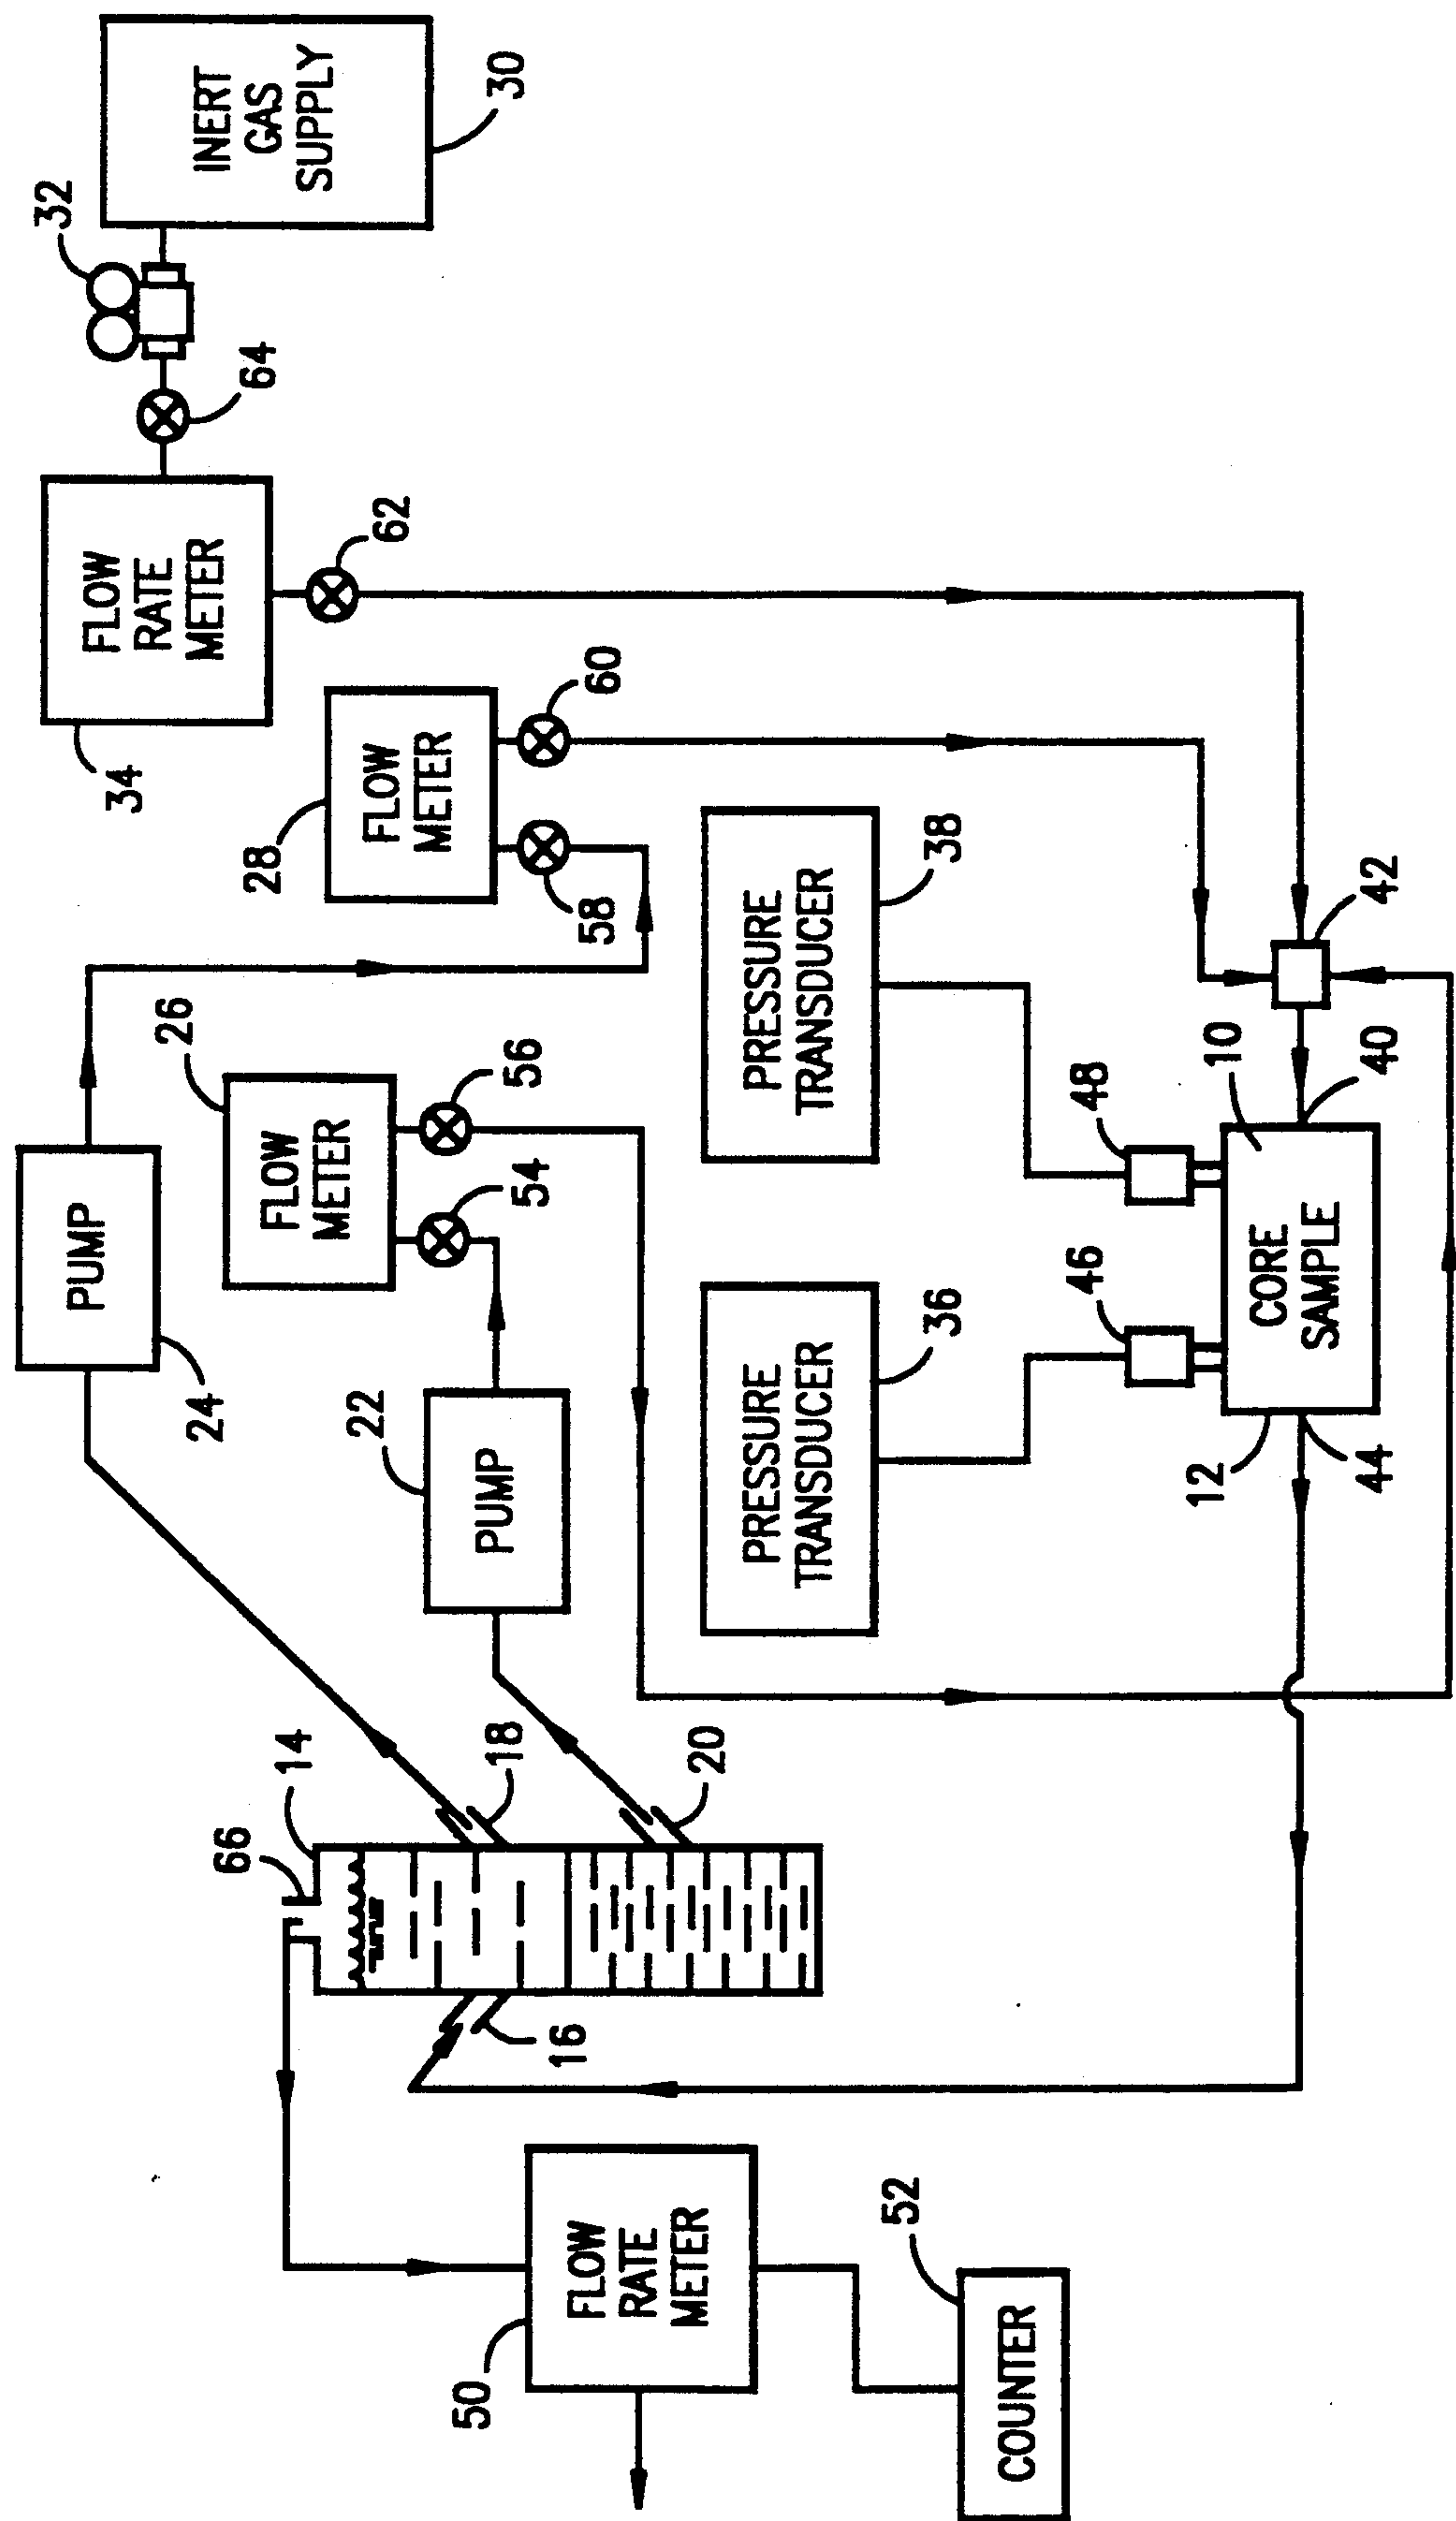 32
INERT
GAS
SUPPLY
30
64
FLOW
RATE
METER
34
62
24
PUMP
26
FLOW
METER
28
FLOW
METER
60
58
56
54
22
PUMP
66
14
18
20
16
PRESSURE
TRANSDUCER
36
PRESSURE
TRANSDUCER
38
50
FLOW
RATE
METER
46
48
10
42
12
CORE
SAMPLE
40
44
52
COUNTER